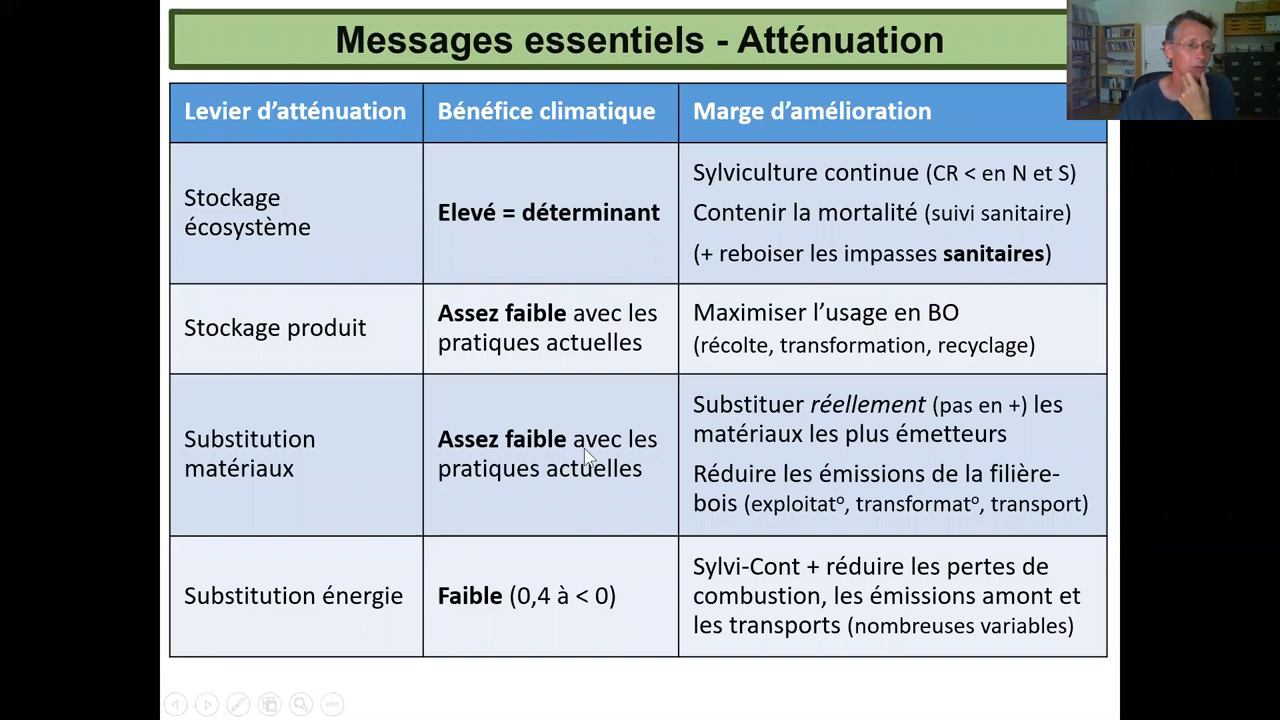 Messages essentiels - Atténuation
Levier d’atténuation
Bénéfice climatique
Marge d’amélioration
Stockage
écosystème
Elevé = déterminant
Sylviculture continue (CR < en N et S)
Contenir la mortalité (suivi sanitaire)
(+ reboiser les impasses sanitaires)
Stockage produit
Assez faible avec les
pratiques actuelles
Maximiser l’usage en BO
(récolte, transformation, recyclage)
Substitution
matériaux
Assez faible avec les
pratiques actuelles
Substituer réellement (pas en +) les
matériaux les plus émetteurs
Réduire les émissions de la filière-
bois (exploitat°, transformat°, transport)
Substitution énergie
Faible (0,4 à < 0)
Sylvi-Cont + réduire les pertes de
combustion, les émissions amont et
les transports (nombreuses variables)